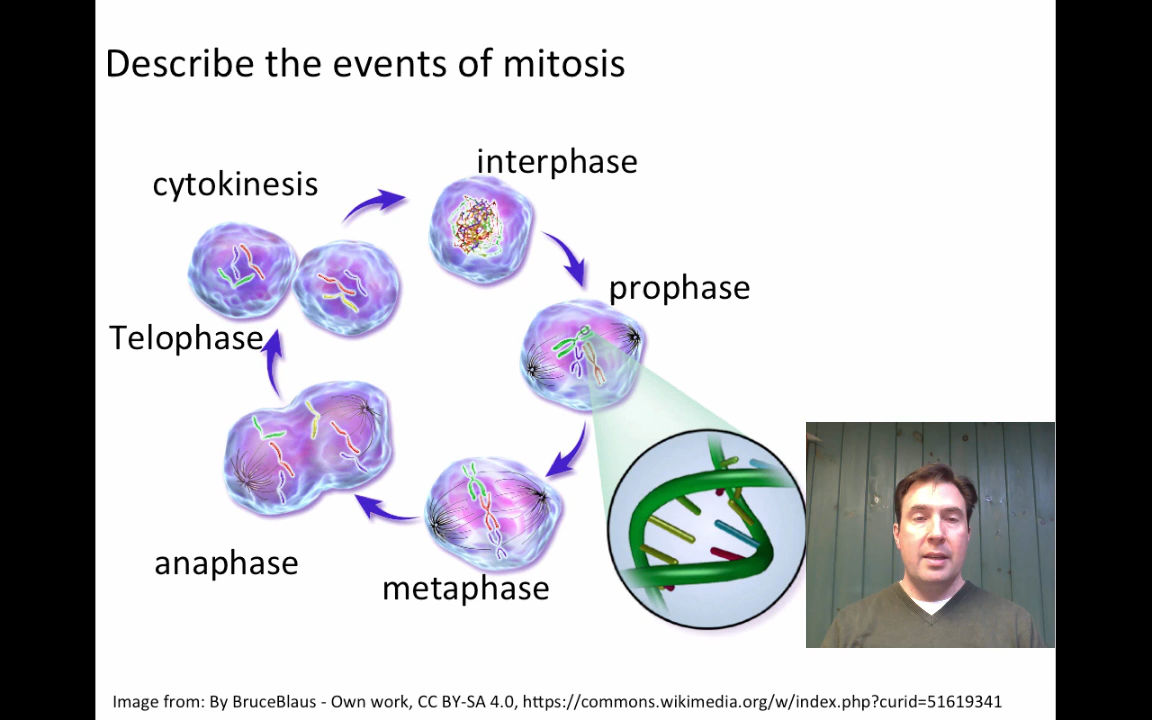 Describe the events of mitosis
interphase
cytokinesis
prophase
Telophase
anaphase
metaphase
Image from: By BruceBlaus - Own work, CC BY-SA 4.0, https://commons.wikimedia.org/w/index.php?curid=51619341